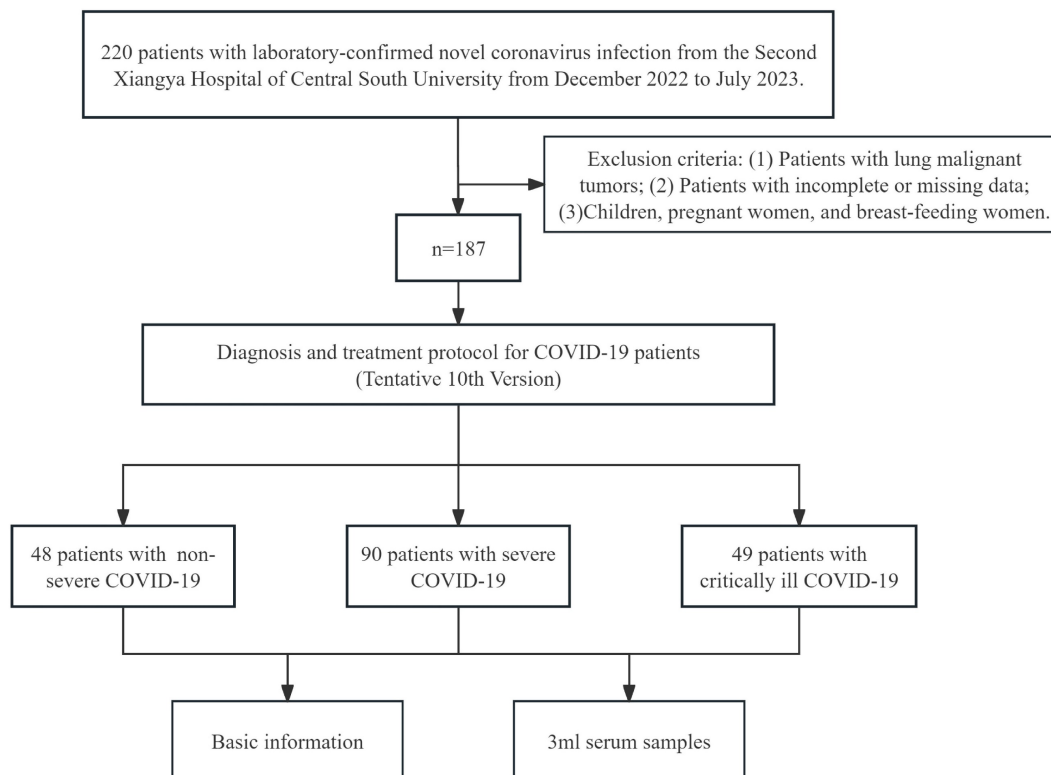 220 patients with laboratory-confirmed novel coronavirus infection from the Second
Xiangya Hospital of Central South University from December 2022 to July 2023.
Exclusion criteria: (1) Patients with lung malignant
tumors; (2) Patients with incomplete or missing data;
(3)Children, pregnant women, and breast-feeding women.
n=187
Diagnosis and treatment protocol for COVID-19 patients
(Tentative 10th Version)
48 patients with non-
severe COVID-19
90 patients with severe
COVID-19
49 patients with
critically ill COVID-19
Basic information
3ml serum samples